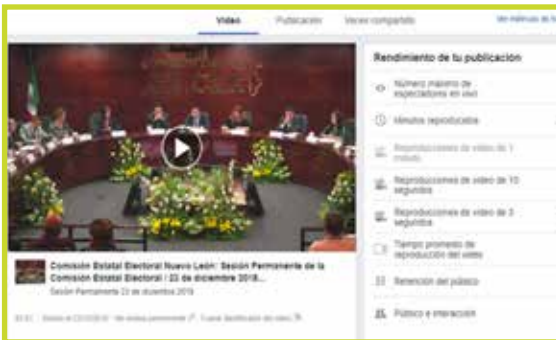 Video Publicación Veces compartido
Rendimiento de tu publicación
Número máximo de
espectadores en vivo
Minutos reproducidos
Reproducciones de video de 1
minuto
Reproducciones de video de 10
segundos
Reproducciones de video de 3
segundos
Tiempo promedio de
reproducción del video
Retención del público
Público e interacción
Comisión Estatal Electoral Nuevo León: Sesión Permanente de la
Comisión Estatal Electoral / 23 de diciembre 2018...
Sesión Permanente 23 de diciembre 2018